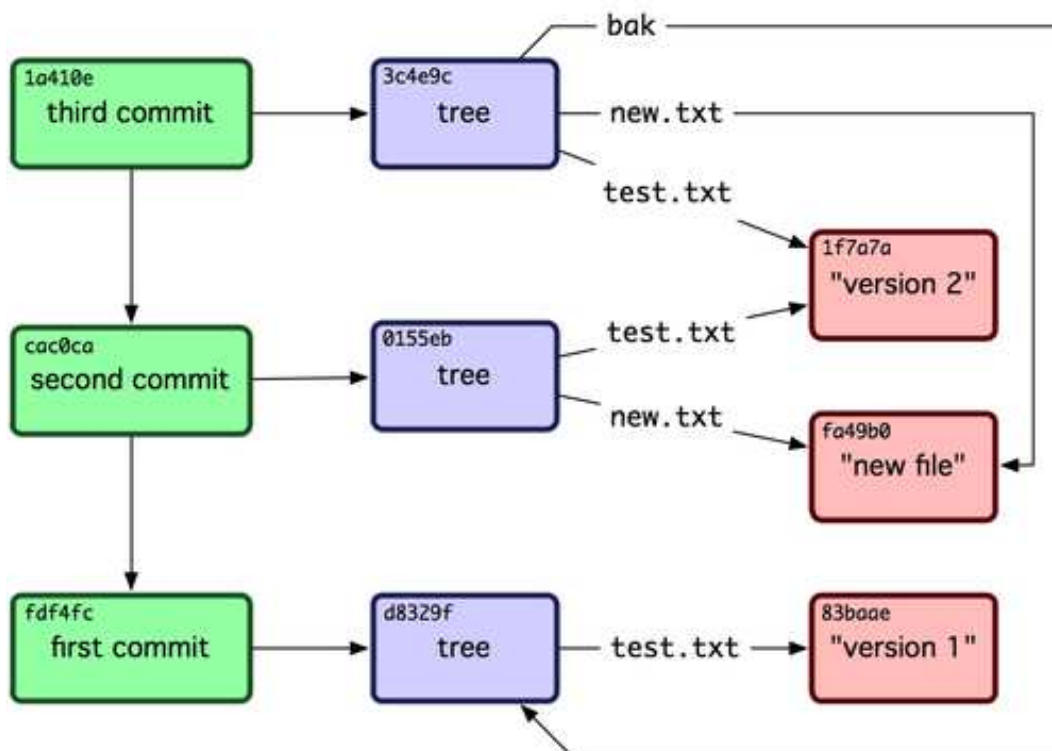 bak
1a410e
third commit
3c4e9c
tree
new.txt
test.txt
1f7a7a
"version 2"
cac0ca
second commit
0155eb
tree
test.txt
new.txt
fa49b0
"new file"
fdf4fc
first commit
d8329f
tree
test.txt
83baae
"version 1"